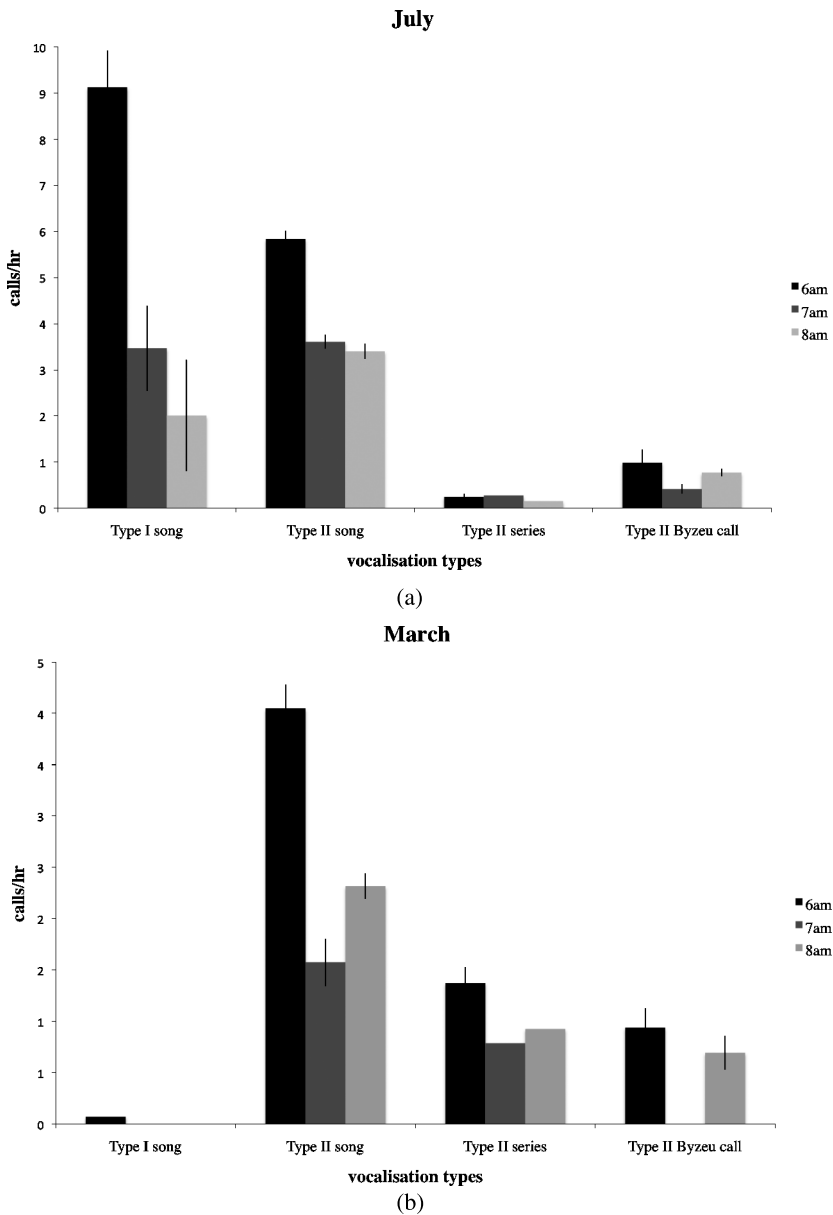 July
10
9
8
7
6
5
4
3
2
1
0
calls/hr
Type I song
Type II song
Type II series
Type II Byzeu call
vocalisation types
6am
7am
8am
(a)
March
5
4
4
3
3
2
2
1
1
0
calls/hr
Type I song
Type II song
Type II series
Type II Byzeu call
vocalisation types
6am
7am
8am
(b)